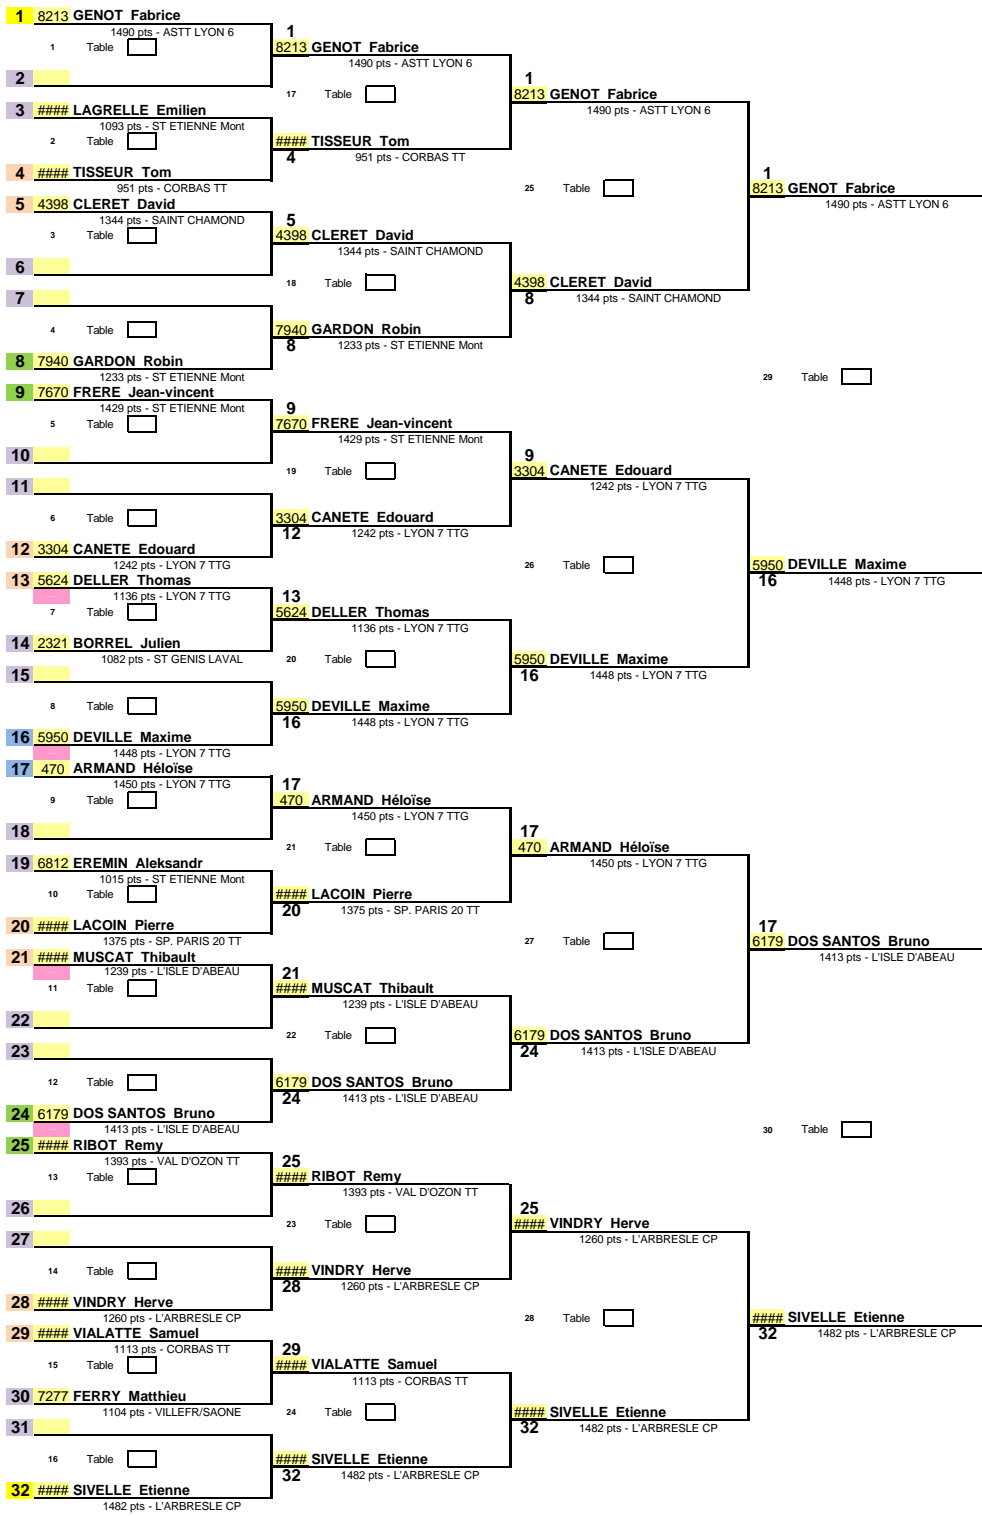 1 8213 GENOT Fabrice
1490 pts - ASTT LYON 6
1 Table
2
3 #### LAGRELLE Emilien
1093 pts - ST ETIENNE Mont
2 Table
4 #### TISSEUR Tom
951 pts - CORBAS TT
5 4398 CLERET David
1344 pts - SAINT CHAMOND
3 Table
6
7
4 Table
8 7940 GARDON Robin
1233 pts - ST ETIENNE Mont
9 7670 FRERE Jean-vincent
1429 pts - ST ETIENNE Mont
5 Table
10
11
6 Table
12 3304 CANETE Edouard
1242 pts - LYON 7 TTG
13 5624 DELLER Thomas
1136 pts - LYON 7 TTG
7 Table
14 2321 BORREL Julien
1082 pts - ST GENIS LAVAL
15
8 Table
16 5950 DEVILLE Maxime
1448 pts - LYON 7 TTG
17 470 ARMAND Héloïse
1450 pts - LYON 7 TTG
9 Table
18
19 6812 EREMIN Aleksandr
1015 pts - ST ETIENNE Mont
10 Table
20 #### LACOIN Pierre
1375 pts - SP. PARIS 20 TT
21 #### MUSCAT Thibault
1239 pts - L'ISLE D'ABEAU
11 Table
22
23
12 Table
24 6179 DOS SANTOS Bruno
1413 pts - L'ISLE D'ABEAU
25 #### RIBOT Remy
1393 pts - VAL D'OZON TT
13 Table
26
27
14 Table
28 #### VINDRY Herve
1260 pts - L'ARBRESLE CP
29 #### VIALATTE Samuel
1113 pts - CORBAS TT
15 Table
30 7277 FERRY Matthieu
1104 pts - VILLEFR/SAONE
31
16 Table
32 #### SIVELLE Etienne
1482 pts - L'ARBRESLE CP
1
8213 GENOT Fabrice
1490 pts - ASTT LYON 6
17 Table
#### TISSEUR Tom
4 951 pts - CORBAS TT
5
4398 CLERET David
1344 pts - SAINT CHAMOND
18 Table
7940 GARDON Robin
8 1233 pts - ST ETIENNE Mont
9
7670 FRERE Jean-vincent
1429 pts - ST ETIENNE Mont
19 Table
3304 CANETE Edouard
12 1242 pts - LYON 7 TTG
13
5624 DELLER Thomas
1136 pts - LYON 7 TTG
20 Table
5950 DEVILLE Maxime
16 1448 pts - LYON 7 TTG
17
470 ARMAND Héloïse
1450 pts - LYON 7 TTG
21 Table
#### LACOIN Pierre
20 1375 pts - SP. PARIS 20 TT
21
#### MUSCAT Thibault
1239 pts - L'ISLE D'ABEAU
22 Table
6179 DOS SANTOS Bruno
24 1413 pts - L'ISLE D'ABEAU
25
#### RIBOT Remy
1393 pts - VAL D'OZON TT
23 Table
#### VINDRY Herve
28 1260 pts - L'ARBRESLE CP
29
#### VIALATTE Samuel
1113 pts - CORBAS TT
24 Table
#### SIVELLE Etienne
32 1482 pts - L'ARBRESLE CP
1
8213 GENOT Fabrice
1490 pts - ASTT LYON 6
25 Table
4398 CLERET David
8 1344 pts - SAINT CHAMOND
9
3304 CANETE Edouard
1242 pts - LYON 7 TTG
26 Table
5950 DEVILLE Maxime
16 1448 pts - LYON 7 TTG
17
470 ARMAND Héloïse
1450 pts - LYON 7 TTG
27 Table
6179 DOS SANTOS Bruno
24 1413 pts - L'ISLE D'ABEAU
25
#### VINDRY Herve
1260 pts - L'ARBRESLE CP
28 Table
#### SIVELLE Etienne
32 1482 pts - L'ARBRESLE CP
1
8213 GENOT Fabrice
1490 pts - ASTT LYON 6
29 Table
5950 DEVILLE Maxime
16 1448 pts - LYON 7 TTG
17
6179 DOS SANTOS Bruno
1413 pts - L'ISLE D'ABEAU
30 Table
#### SIVELLE Etienne
32 1482 pts - L'ARBRESLE CP